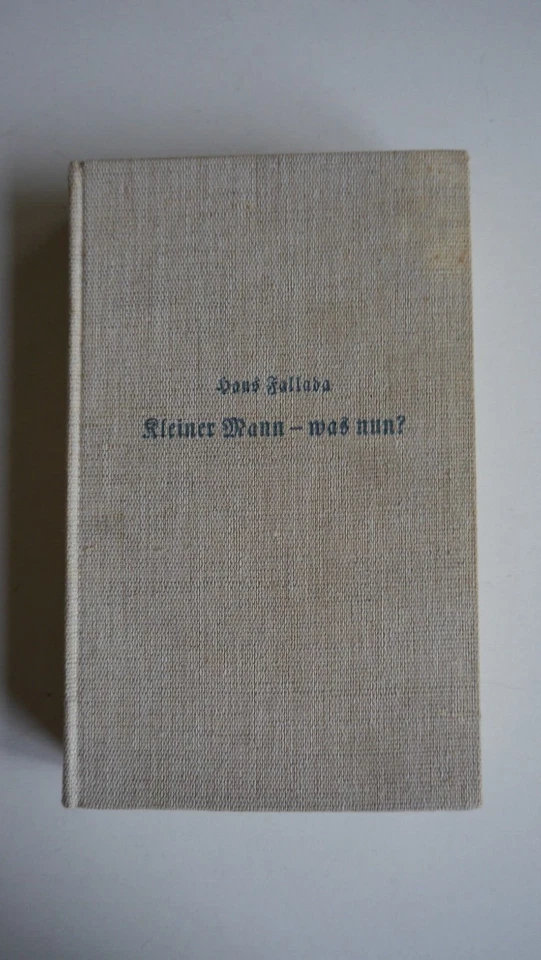 Hans Fallada
Kleiner Mann – was nun?